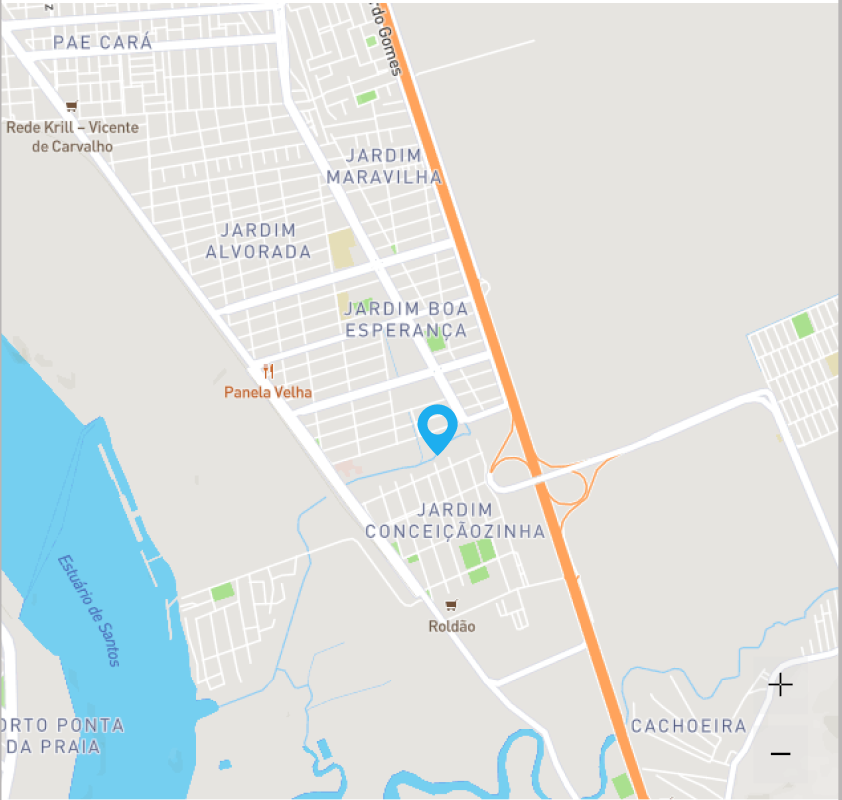 z
do Gomes
PAE CARÁ
Rede Krill – Vicente
de Carvalho
JARDIM
MARAVILHA
JARDIM
ALVORADA
JARDIM BOA
ESPERANÇA
Panela Velha
JARDIM
CONCEIÇÃOZINHA
Estuário de Santos
Roldão
ORTO PONTA
DA PRAIA
CACHOEIRA
+
−